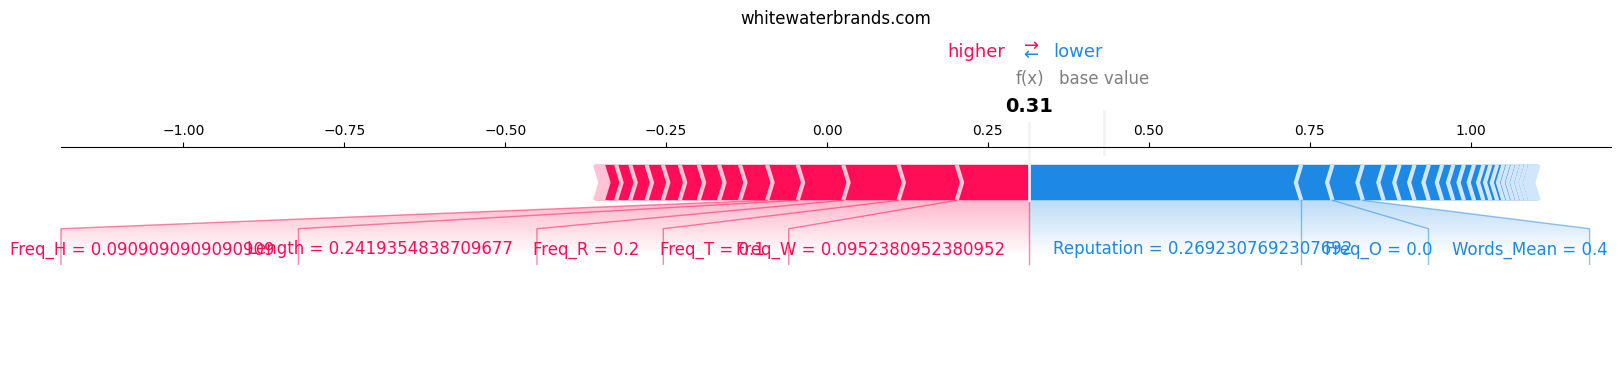 whitewaterbrands.com
higher ⇄ lower
f(x) base value
0.31
−1.00 −0.75 −0.50 −0.25 0.00 0.25 0.50 0.75 1.00
Freq_H = 0.09090909090909 Length = 0.2419354838709677 Freq_R = 0.2 Freq_T = 0.1 Freq_W = 0.0952380952380952 Reputation = 0.2692307692307692 Freq_O = 0.0 Words_Mean = 0.4